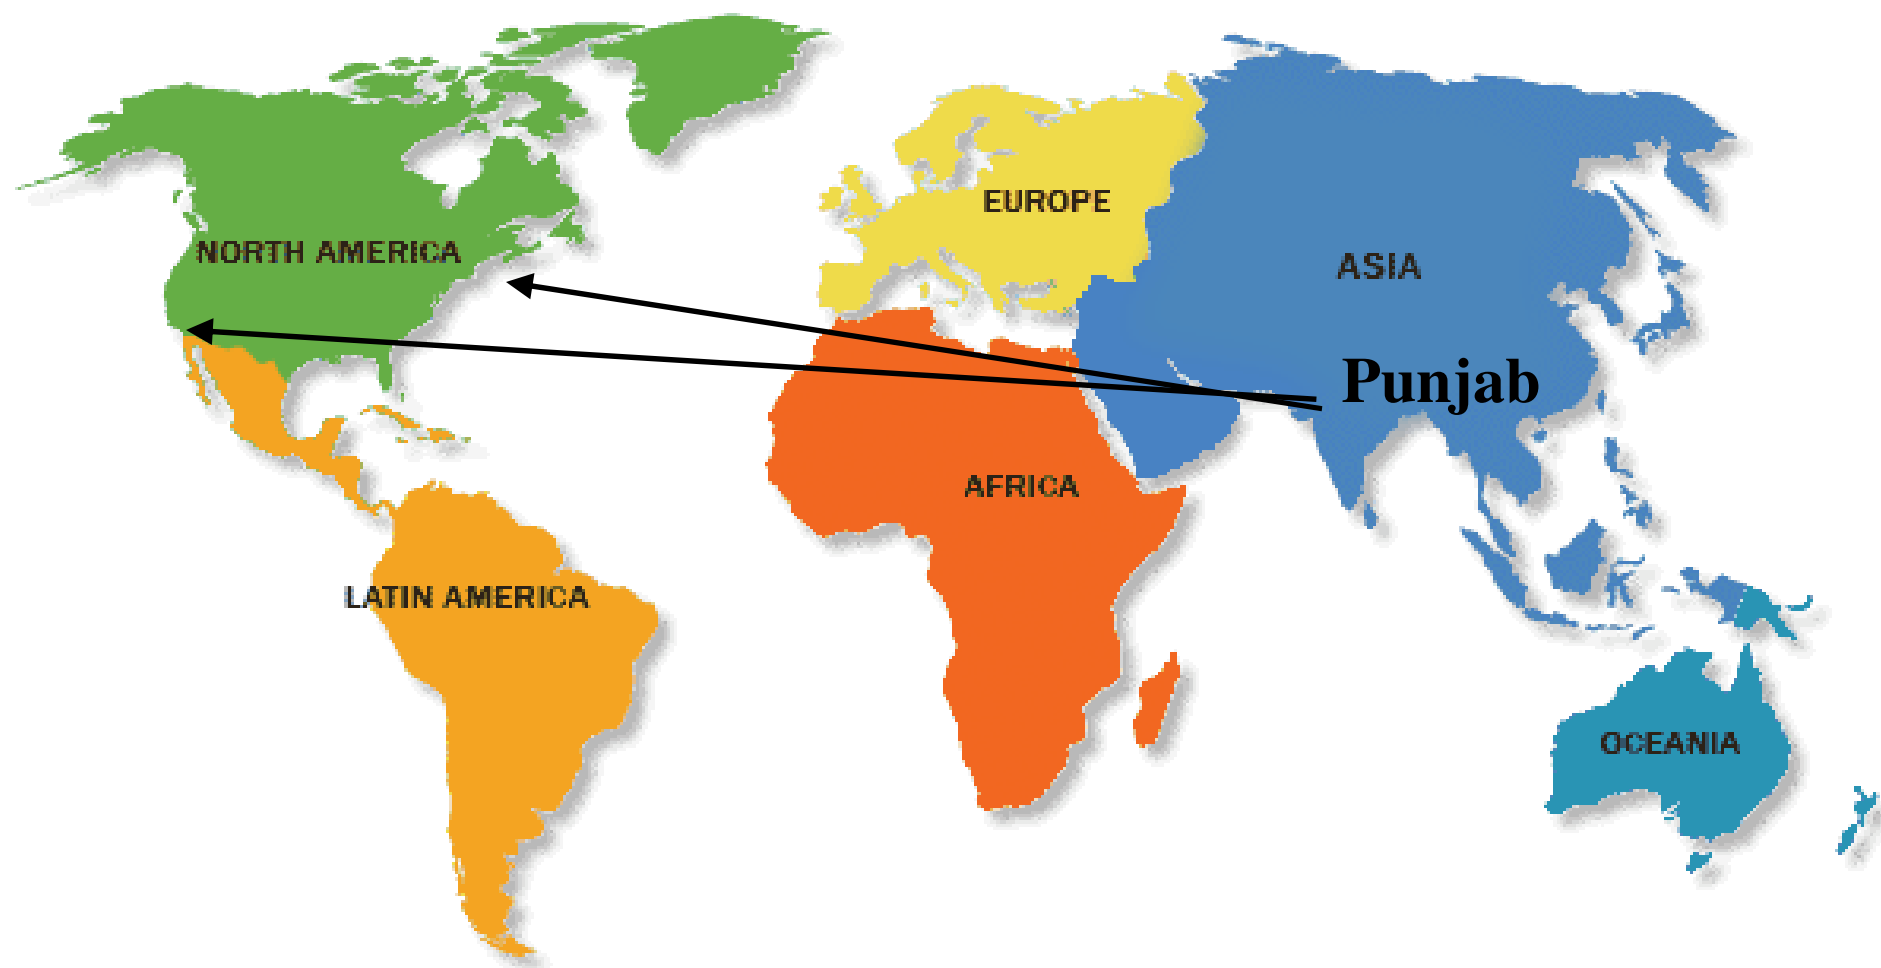 EUROPE
NORTH AMERICA
ASIA
Punjab
AFRICA
LATIN AMERICA
OCEANIA